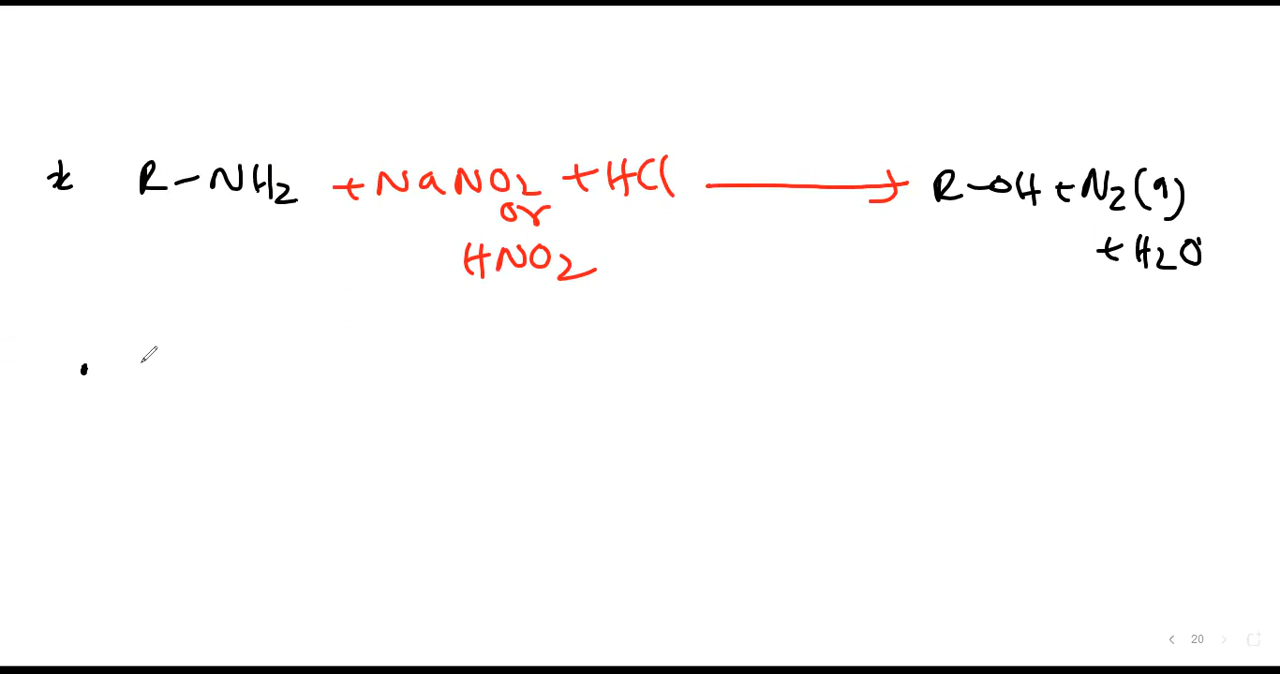 * R-NH2 + NaNO2 + HCl → R-OH + N2(g)
or
HNO2
+ H2O
20